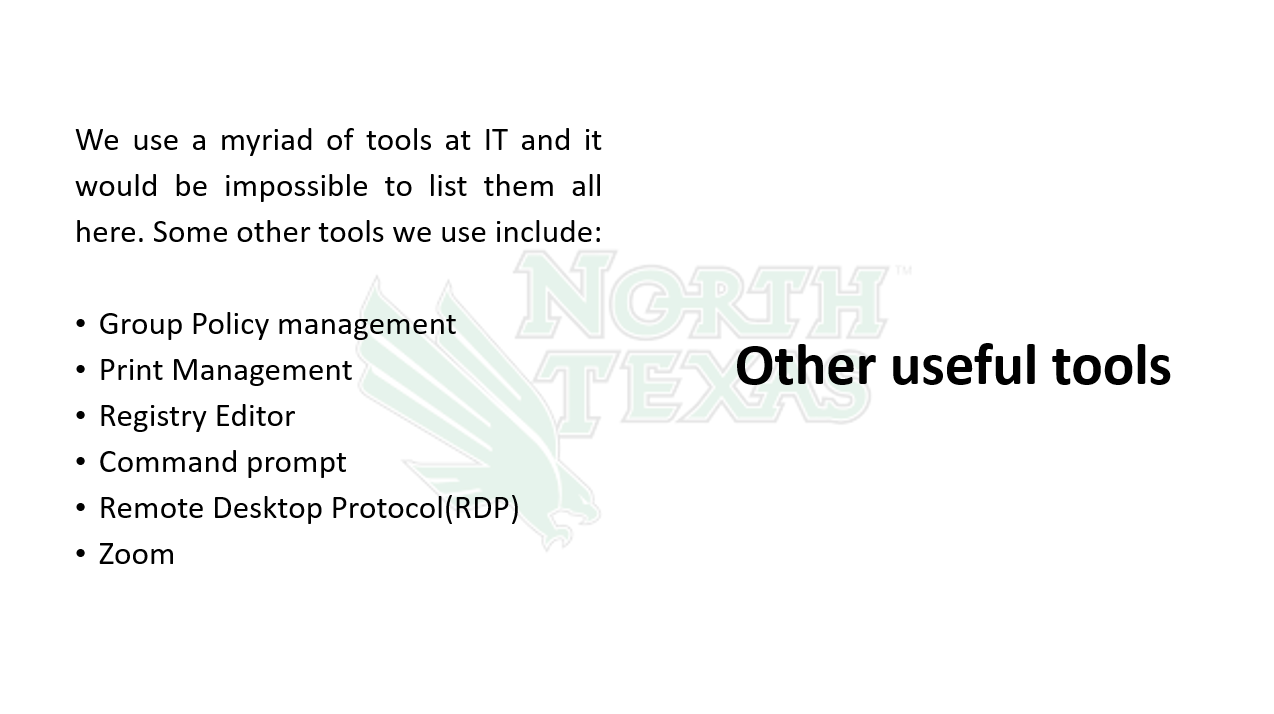 We use a myriad of tools at IT and it
would be impossible to list them all
here. Some other tools we use include:
• Group Policy management
• Print Management
• Registry Editor
• Command prompt
• Remote Desktop Protocol(RDP)
• Zoom
NORTH
TEXAS
™
Other useful tools